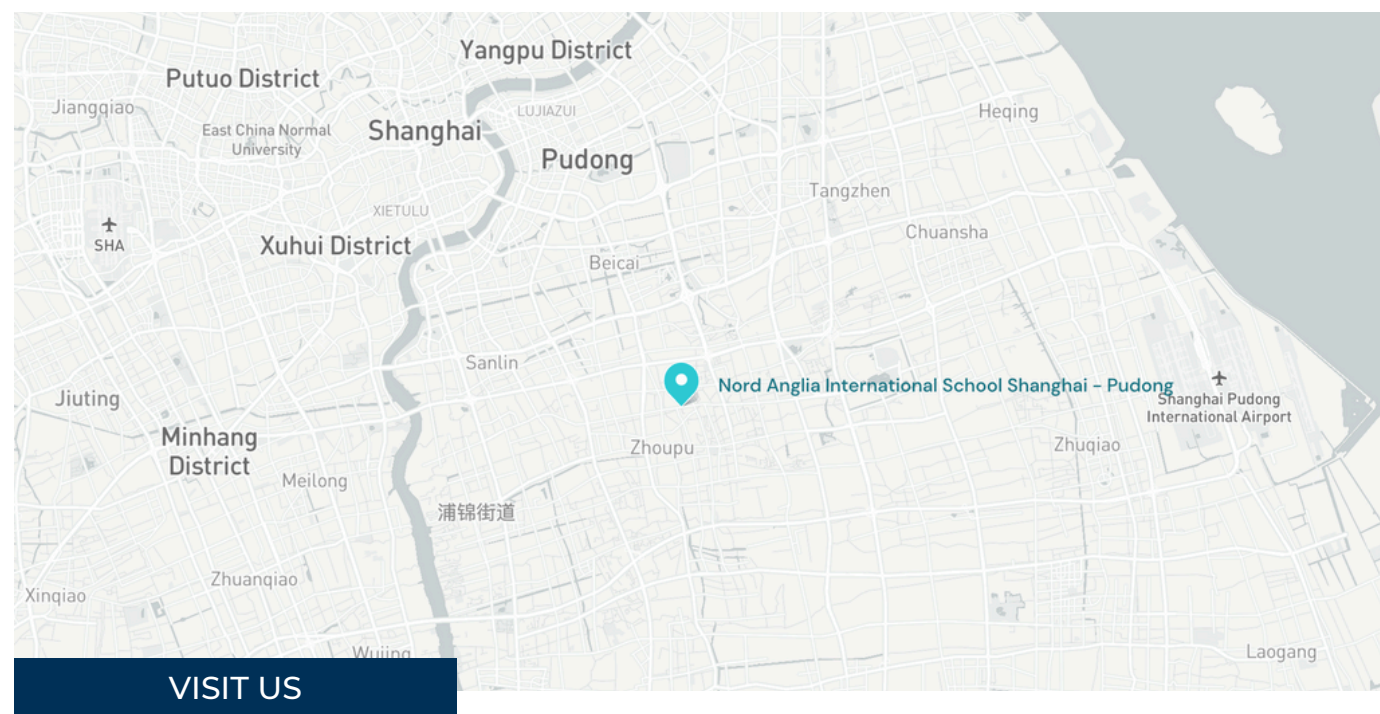 Yangpu District
Putuo District
Jiangqiao
LUJIAZUI
Heqing
East China Normal
University
Shanghai
Pudong
Tangzhen
XIETULU
SHA
Xuhui District
Chuansha
Beicai
Sanlin
Nord Anglia International School Shanghai - Pudong
Shanghai Pudong
International Airport
Jiuting
Minhang
District
Zhoupu
Zhuqiao
Meilong
浦锦街道
Zhuanqiao
Xinqiao
Wujing
Laogang
VISIT US